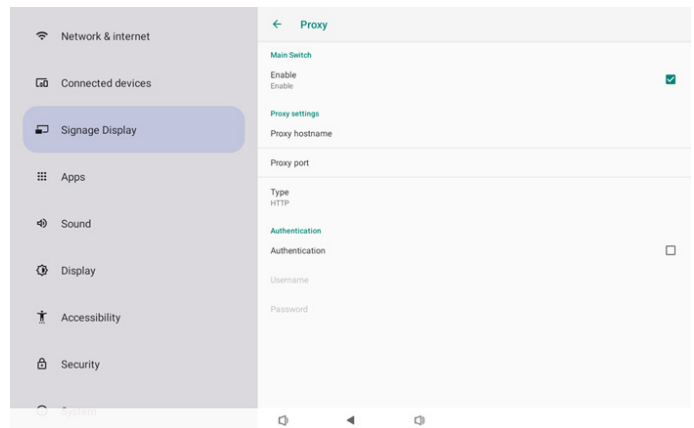 Network & internet
Connected devices
Signage Display
Apps
Sound
Display
Accessibility
Security
System
Proxy
Main Switch
Enable
Enable
Proxy settings
Proxy hostname
Proxy port
Type
HTTP
Authentication
Authentication
Username
Password